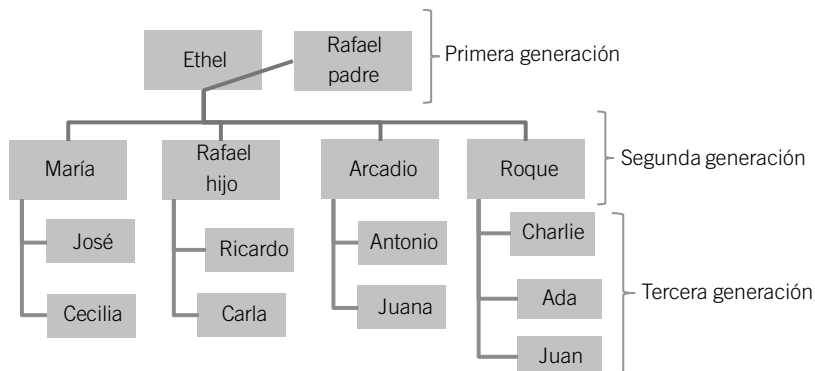 Ethel
Rafael
padre
Primera generación
María
Rafael
hijo
Arcadio
Roque
Segunda generación
José
Ricardo
Antonio
Charlie
Cecilia
Carla
Juana
Ada
Juan
Tercera generación